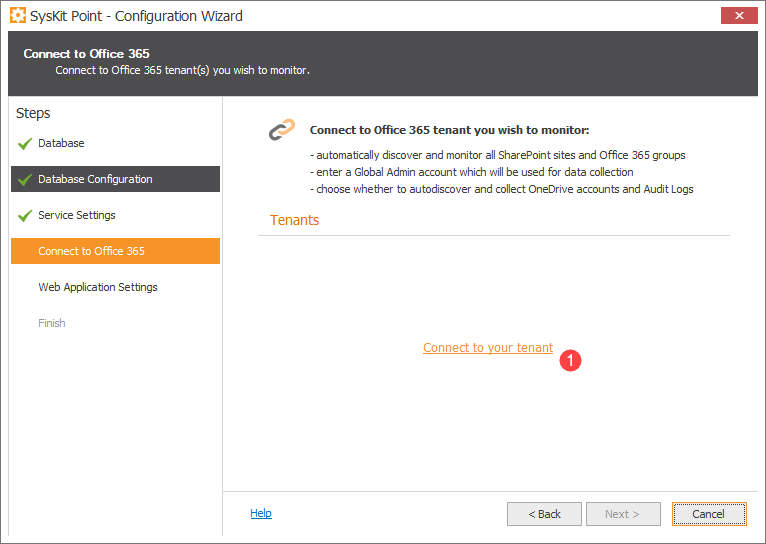 SysKit Point - Configuration Wizard
Connect to Office 365
Connect to Office 365 tenant(s) you wish to monitor.
Steps
Database
Database Configuration
Service Settings
Connect to Office 365
Web Application Settings
Finish
Connect to Office 365 tenant you wish to monitor:
- automatically discover and monitor all SharePoint sites and Office 365 groups
- enter a Global Admin account which will be used for data collection
- choose whether to autodiscover and collect OneDrive accounts and Audit Logs
Tenants
Connect to your tenant
1
Help
< Back
Next >
Cancel